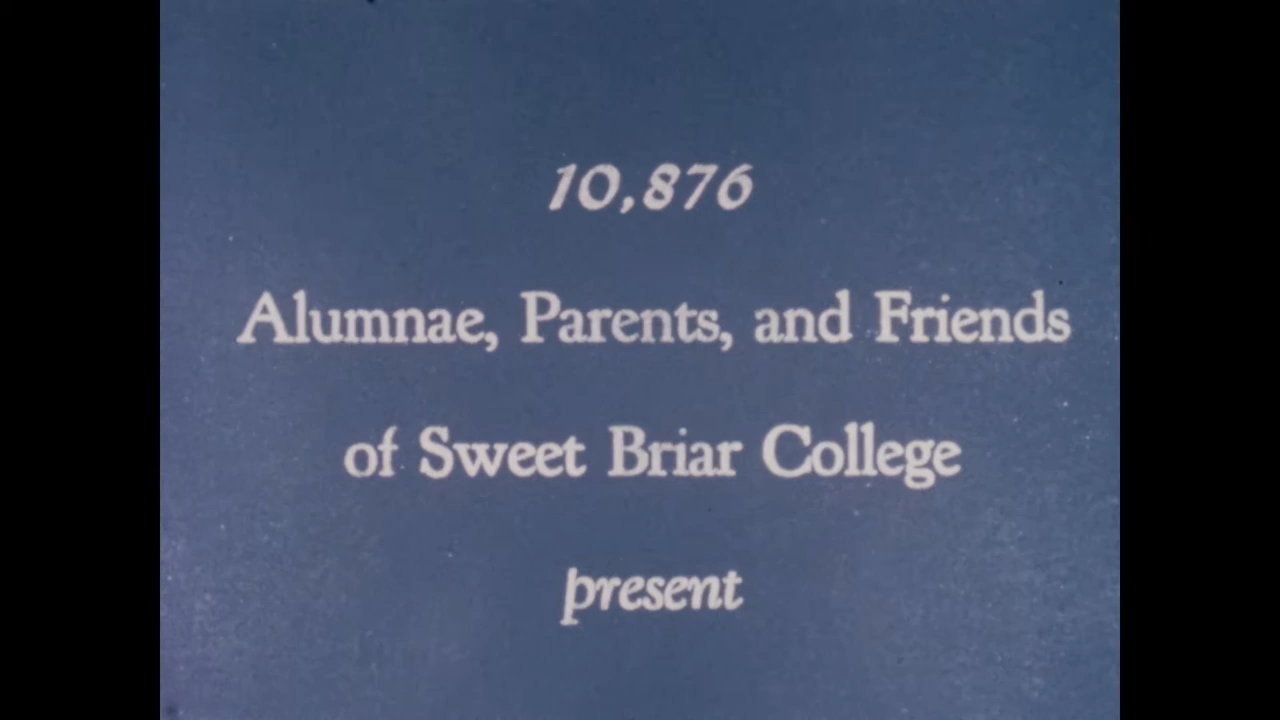 10,876
Alumnae, Parents, and Friends
of Sweet Briar College
present